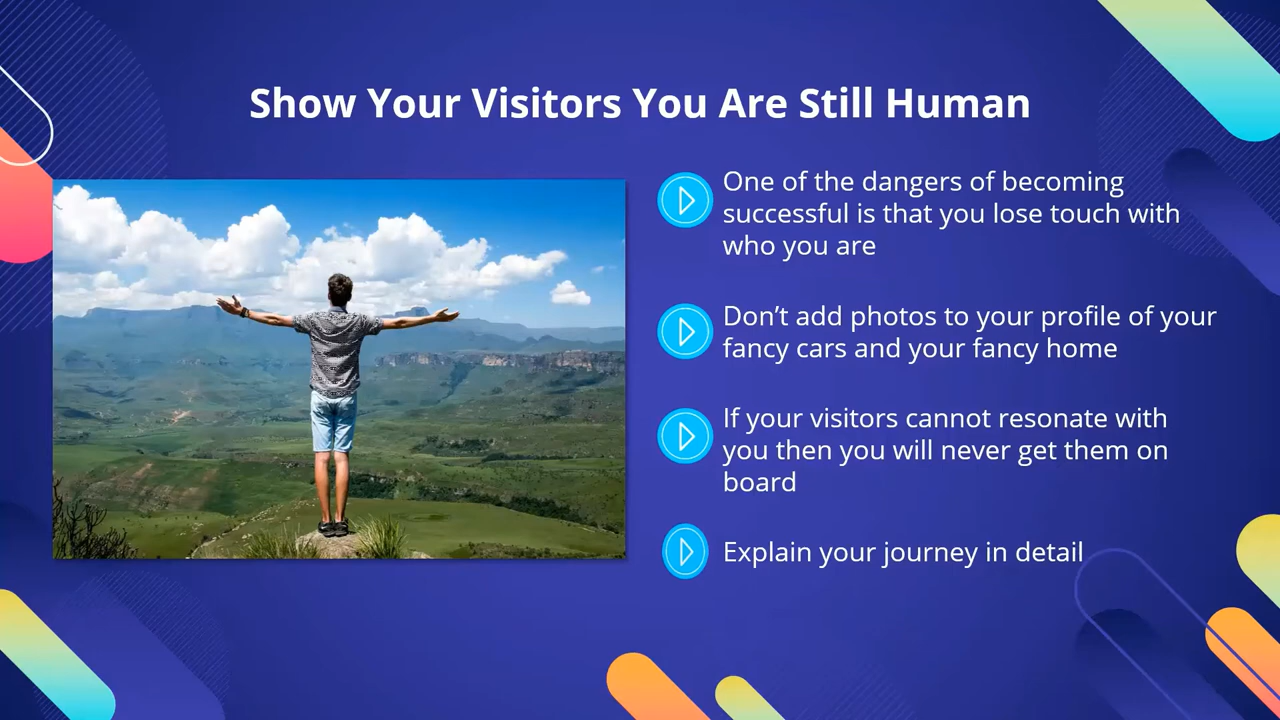 Show Your Visitors You Are Still Human
One of the dangers of becoming
successful is that you lose touch with
who you are
Don’t add photos to your profile of your
fancy cars and your fancy home
If your visitors cannot resonate with
you then you will never get them on
board
Explain your journey in detail